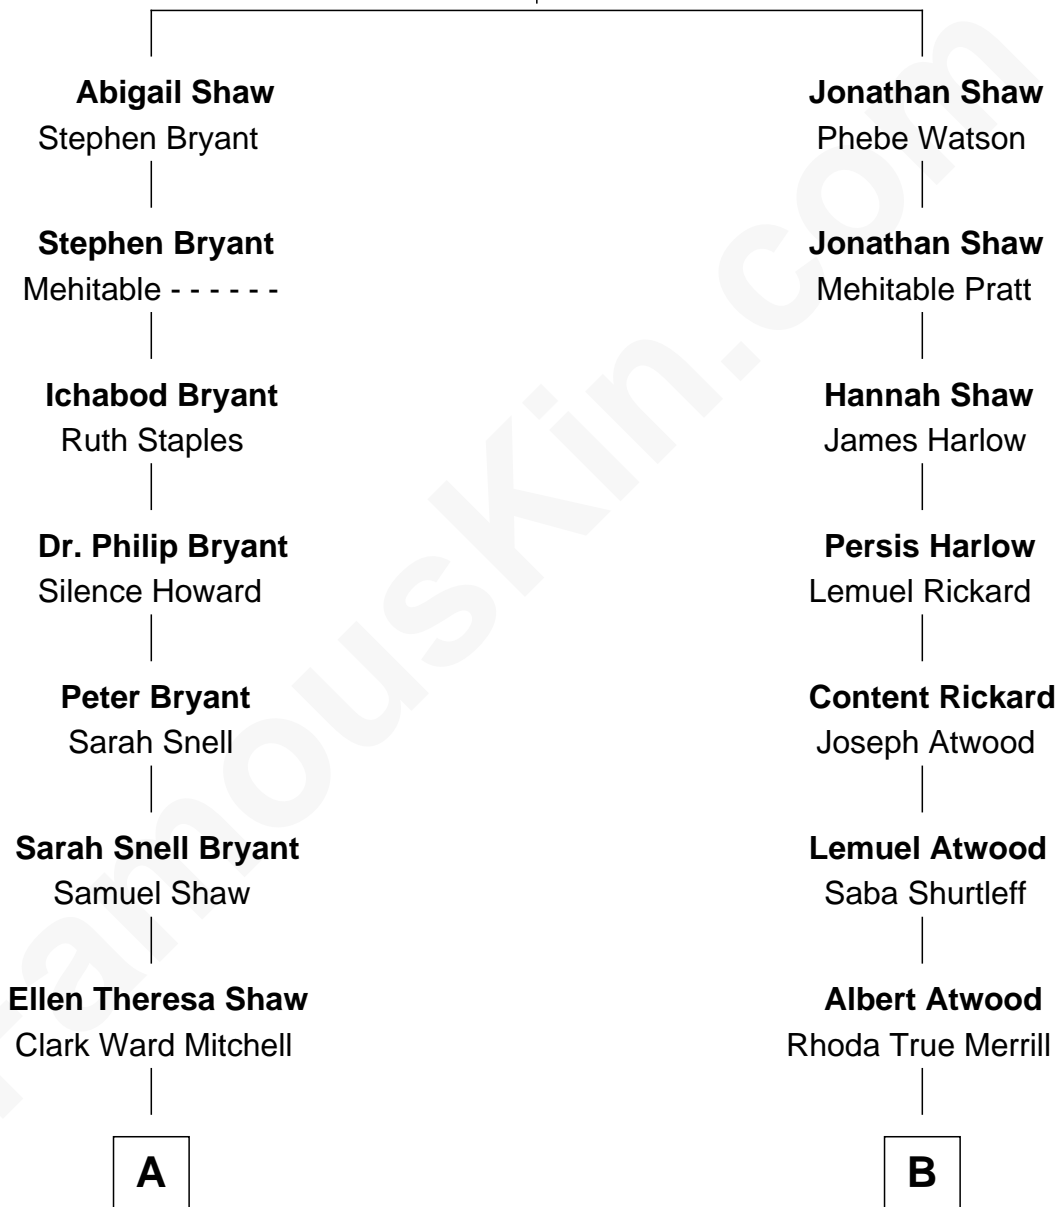 Abigail Shaw
Stephen Bryant
Stephen Bryant
Mehitable - - - - - -
Ichabod Bryant
Ruth Staples
Dr. Philip Bryant
Silence Howard
Peter Bryant
Sarah Snell
Sarah Snell Bryant
Samuel Shaw
Ellen Theresa Shaw
Clark Ward Mitchell
A
Jonathan Shaw
Phebe Watson
Jonathan Shaw
Mehitable Pratt
Hannah Shaw
James Harlow
Persis Harlow
Lemuel Rickard
Content Rickard
Joseph Atwood
Lemuel Atwood
Saba Shurtleff
Albert Atwood
Rhoda True Merrill
B
FamousKin.com